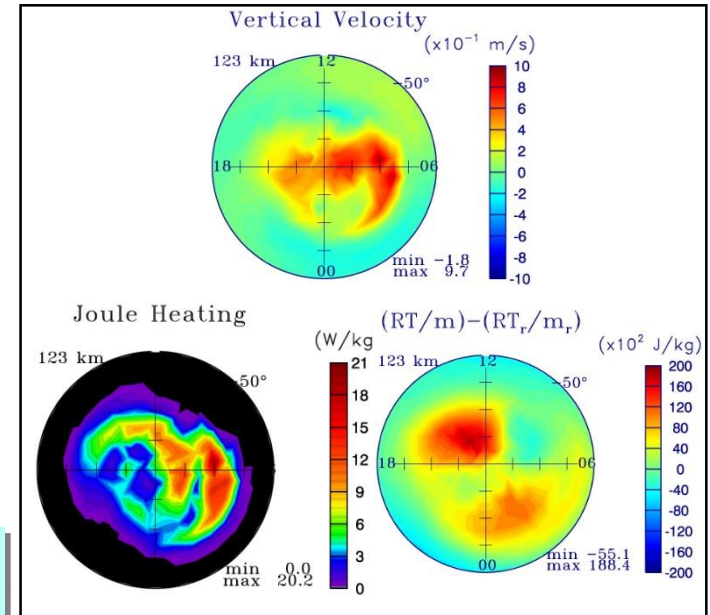 Vertical Velocity
(x10⁻¹ m/s)
123 km
12
-50°
18
06
00
min -1.8
max 9.7
10
8
6
4
2
0
-2
-4
-6
-8
-10
Joule Heating
(W/kg
123 km
-50°
min 0.0
max 20.2
21
18
15
12
9
6
3
0
(RT/m)-(RTᵣ/mᵣ)
(x10² J/kg)
123 km
12
-50°
18
06
00
min -55.1
max 188.4
200
160
120
80
40
0
-40
-80
-120
-160
-200